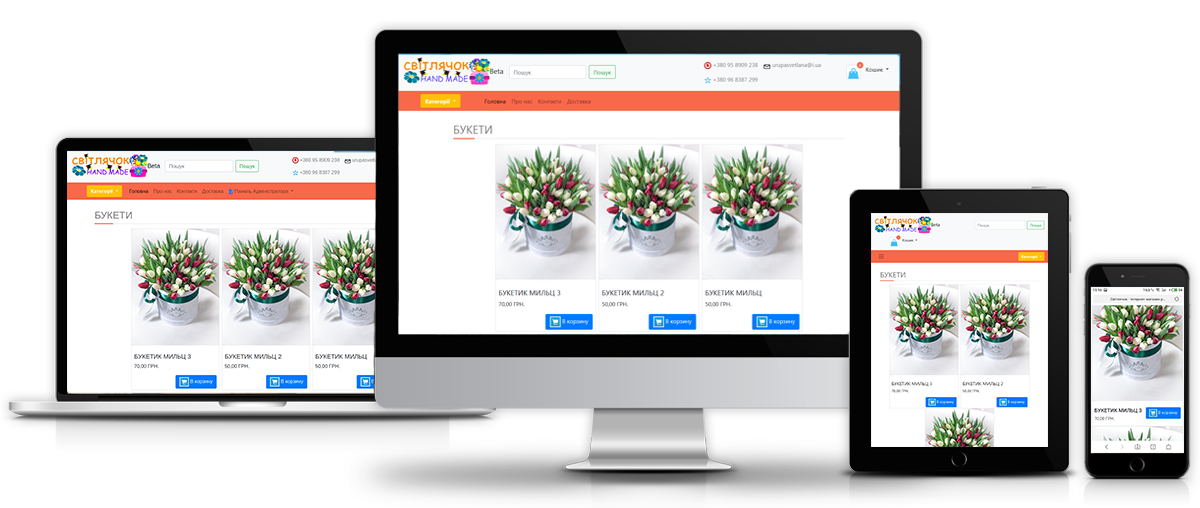 СВІТЛЯЧОК
HAND MADE
Beta
Пошук
Пошук
+380 95 8909 238
urupasvetlana@i.ua
+380 96 8387 299
Кошик
Категорії
Головна
Про нас
Контакти
Доставка
БУКЕТИ
БУКЕТИК МИЛЬЦ 3
70,00 ГРН.
В корзину
БУКЕТИК МИЛЬЦ 2
50,00 ГРН.
В корзину
БУКЕТИК МИЛЬЦ
50,00 ГРН.
В корзину
СВІТЛЯЧОК
HAND MADE
Beta
Пошук
Пошук
+380 95 8909 238
urupasvetl
+380 96 8387 299
Категорії
Головна
Про нас
Контакти
Доставка
Панель Адміністратора
БУКЕТИ
БУКЕТИК МИЛЬЦ 3
70,00 ГРН.
В корзину
БУКЕТИК МИЛЬЦ 2
50,00 ГРН.
В корзину
БУКЕТИК МИЛЬ
50,00 ГРН.
СВІТЛЯЧОК
HAND MADE
Beta
Пошук
Пошук
Кошик
Категорії
БУКЕТИ
БУКЕТИК МИЛЬЦ 3
70,00 ГРН.
В корзину
БУКЕТИК МИЛЬЦ 2
50,00 ГРН.
В корзину
БУКЕТИК МИЛЬЦ 3
70,00 ГРН.
В корзину